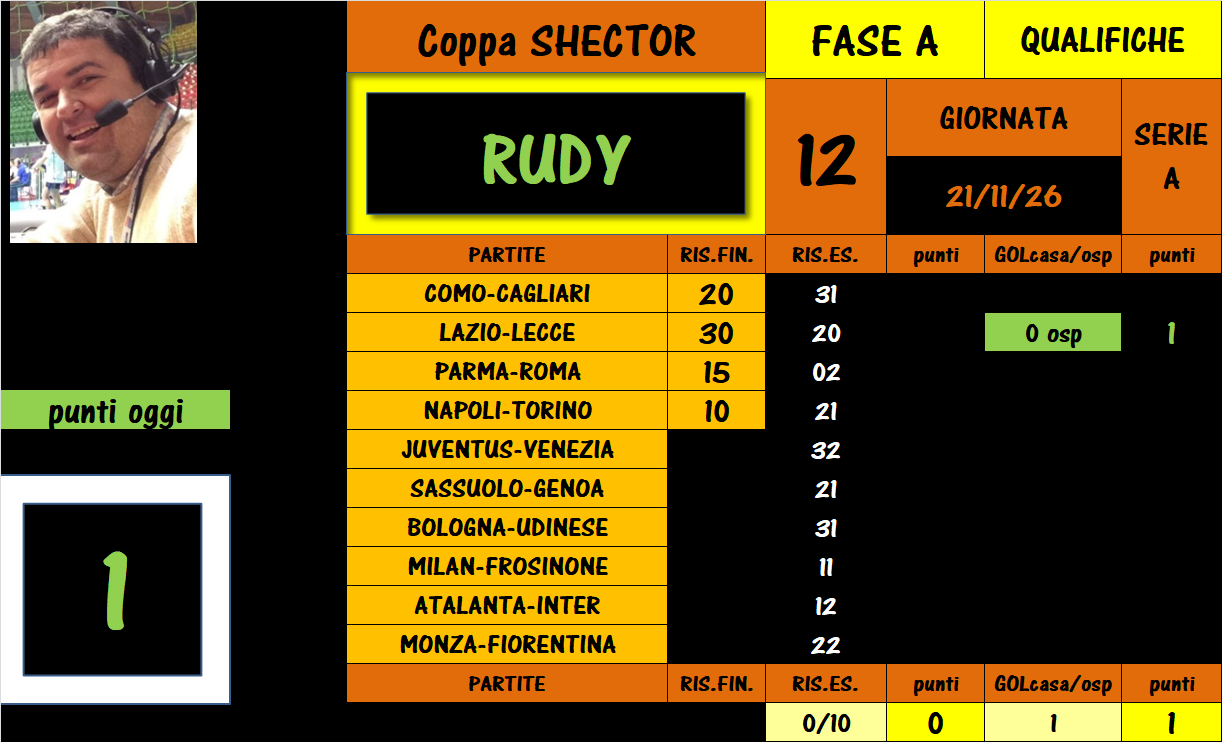 Coppa SHECTOR FASE A QUALIFICHE
RUDY 12 GIORNATA SERIE A
21/11/26
PARTITE RIS.FIN. RIS.ES. punti GOLcasa/osp punti
COMO-CAGLIARI 20 31
LAZIO-LECCE 30 20 0 osp 1
PARMA-ROMA 15 02
NAPOLI-TORINO 10 21
punti oggi
JUVENTUS-VENEZIA 32
SASSUOLO-GENOA 21
BOLOGNA-UDINESE 31
MILAN-FROSINONE 11
1
ATALANTA-INTER 12
MONZA-FIORENTINA 22
PARTITE RIS.FIN. RIS.ES. punti GOLcasa/osp punti
0/10 0 1 1